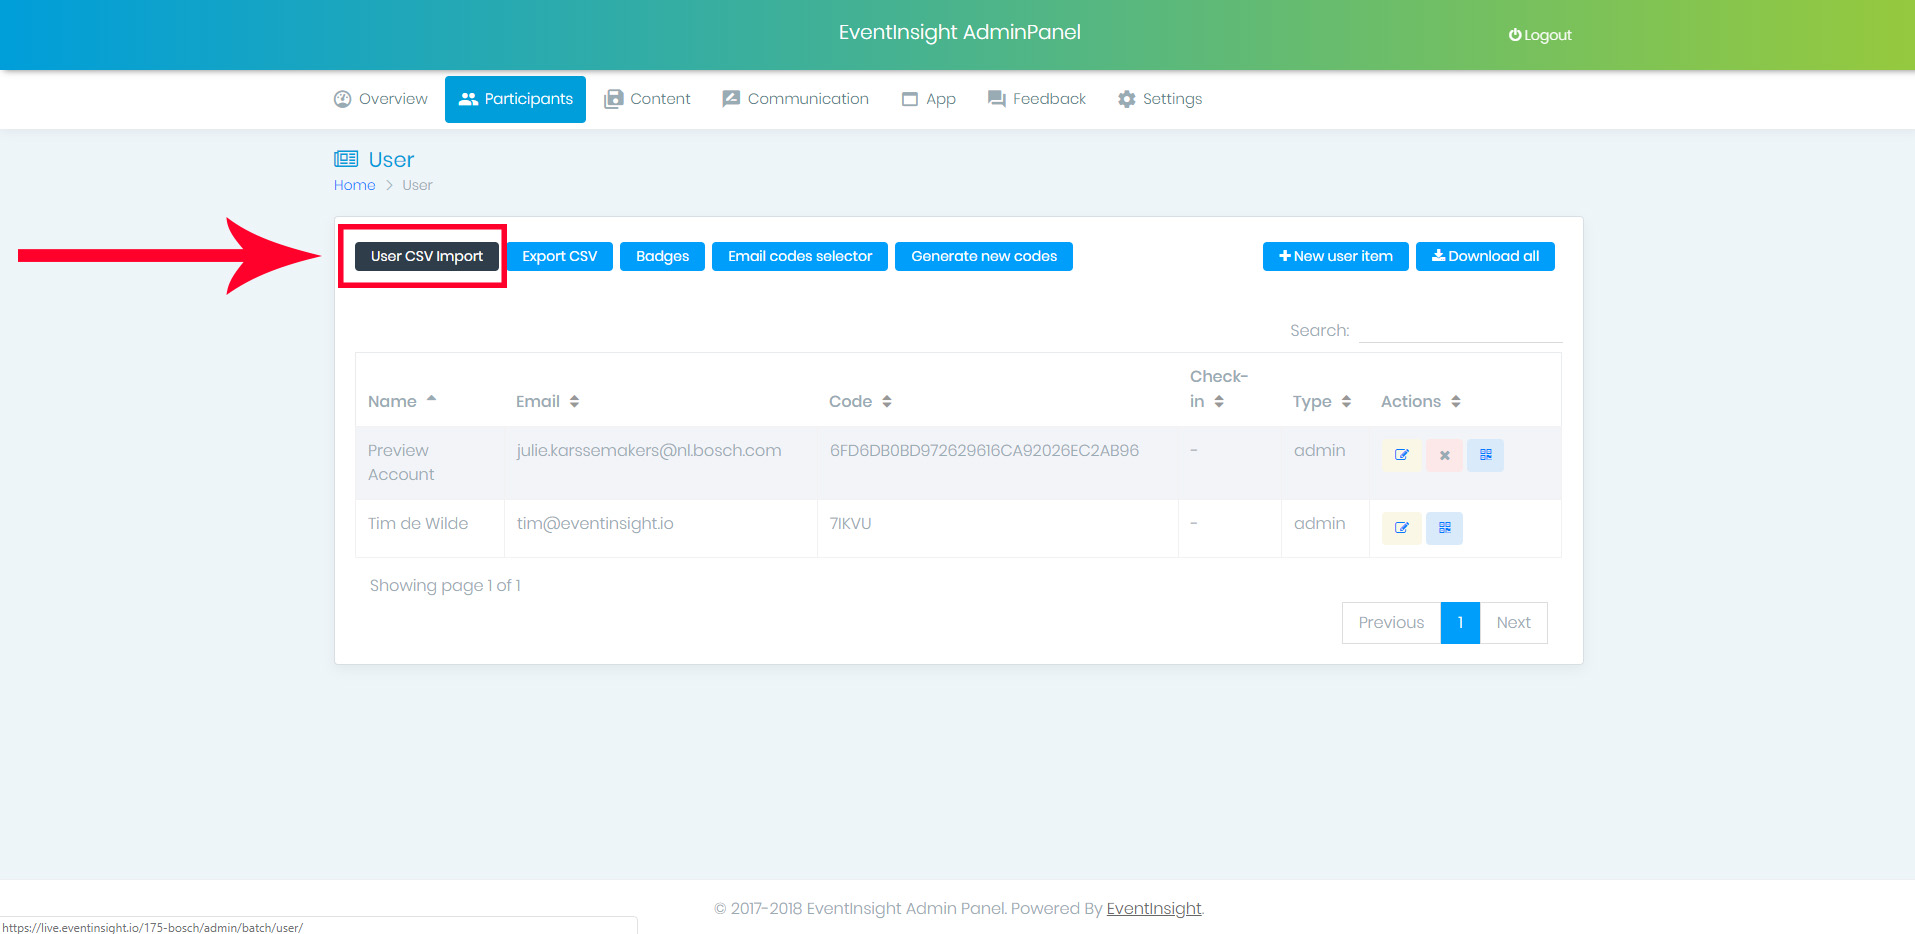 EventInsight AdminPanel
Logout
Overview
Participants
Content
Communication
App
Feedback
Settings
User
Home > User
User CSV Import
Export CSV
Badges
Email codes selector
Generate new codes
New user item
Download all
Search:
Name Email Code Check-in Type Actions
Preview Account julie.karssemakers@nl.bosch.com 6FD6DB0BD972629616CA92026EC2AB96 - admin
Tim de Wilde tim@eventinsight.io 7IKVU - admin
Showing page 1 of 1
Previous 1 Next
© 2017-2018 EventInsight Admin Panel. Powered By EventInsight.
https://live.eventinsight.io/175-bosch/admin/batch/user/